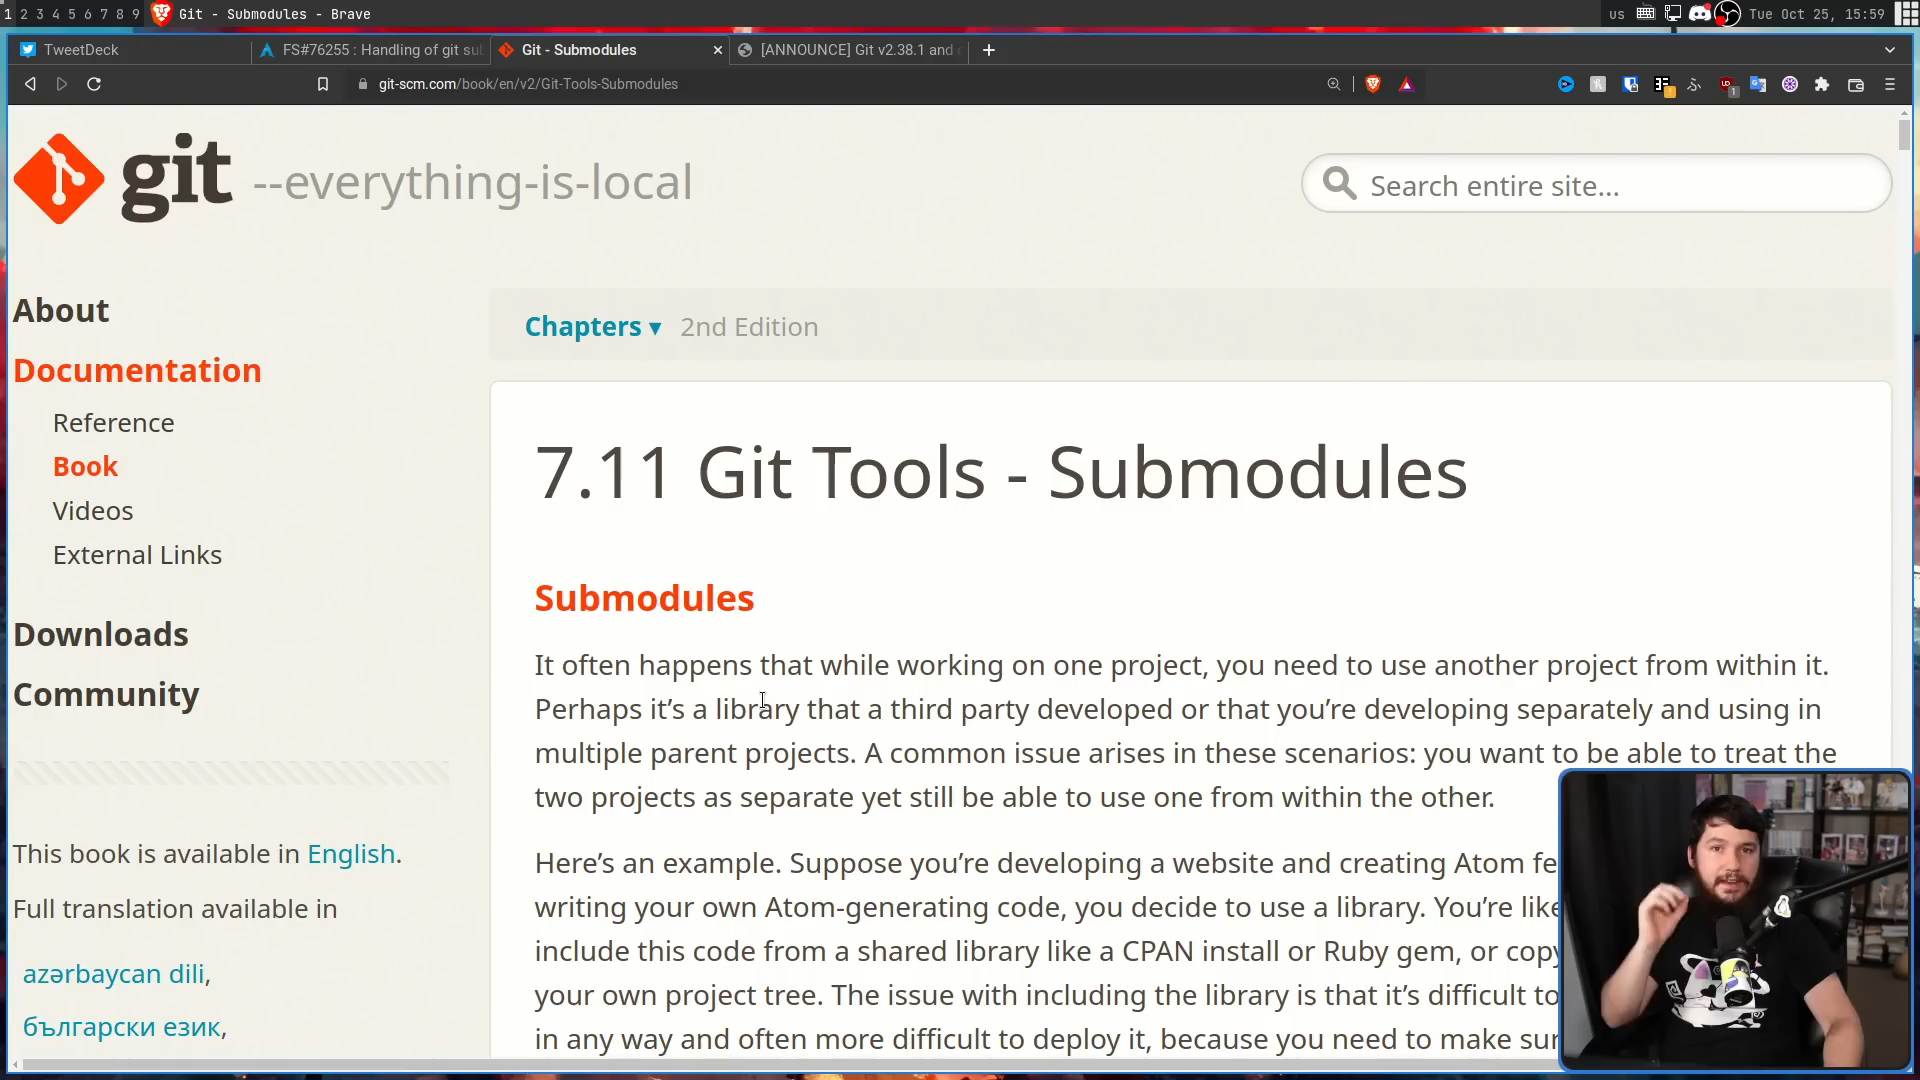 1 2 3 4 5 6 7 8 9 Git - Submodules - Brave us Tue Oct 25, 15:59
TweetDeck FS#76255 : Handling of git su Git - Submodules [ANNOUNCE] Git v2.38.1 and
git-scm.com/book/en/v2/Git-Tools-Submodules
git --everything-is-local
Search entire site...
About
Documentation
Reference
Book
Videos
External Links
Downloads
Community
This book is available in English.
Full translation available in
azərbaycan dili,
български език,
Chapters ▾ 2nd Edition
7.11 Git Tools - Submodules
Submodules
It often happens that while working on one project, you need to use another project from within it.
Perhaps it’s a library that a third party developed or that you’re developing separately and using in
multiple parent projects. A common issue arises in these scenarios: you want to be able to treat the
two projects as separate yet still be able to use one from within the other.
Here’s an example. Suppose you’re developing a website and creating Atom fe
writing your own Atom-generating code, you decide to use a library. You’re like
include this code from a shared library like a CPAN install or Ruby gem, or copy
your own project tree. The issue with including the library is that it’s difficult to
in any way and often more difficult to deploy it, because you need to make sur